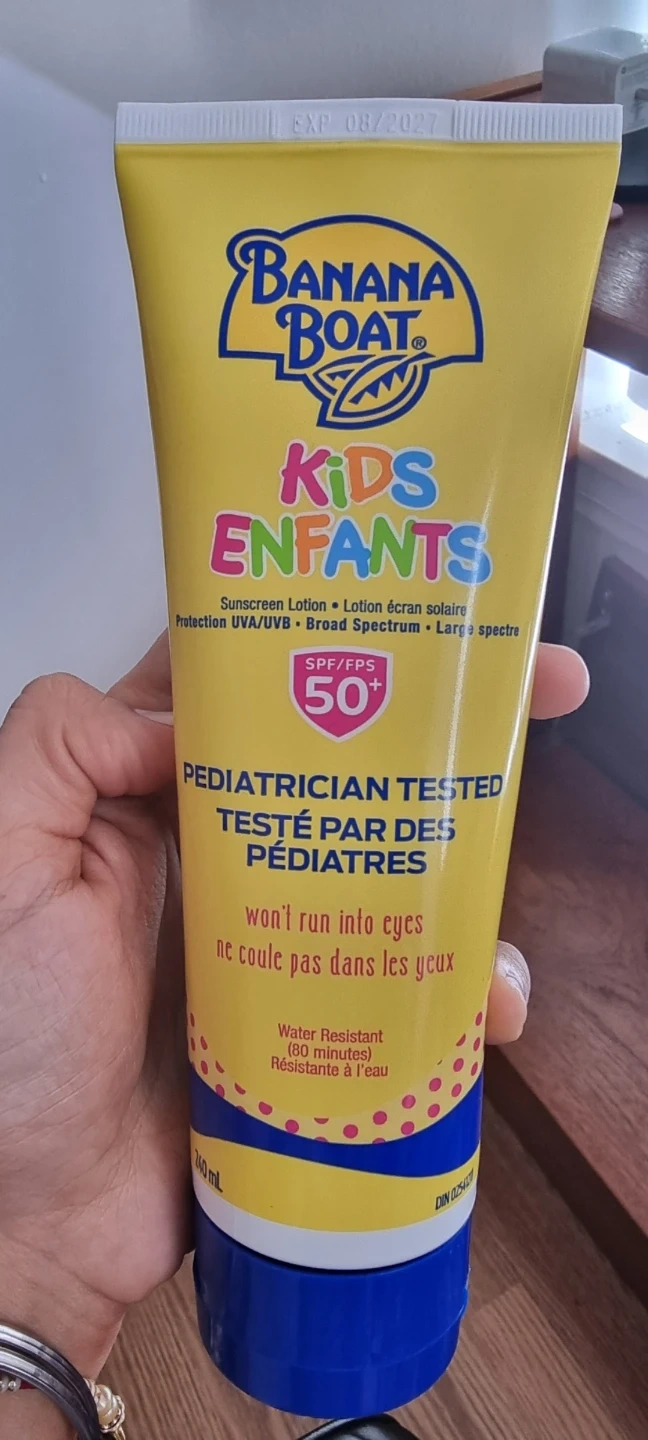 EXP 08/2027
BANANA
BOAT®
KiDS
ENFANTS
Sunscreen Lotion • Lotion écran solaire
Protection UVA/UVB • Broad Spectrum • Large spectre
SPF/FPS
50+
PEDIATRICIAN TESTED
TESTÉ PAR DES
PÉDIATRES
won't run into eyes
ne coule pas dans les yeux
Water Resistant
(80 minutes)
Résistante à l'eau
240 mL
DIN